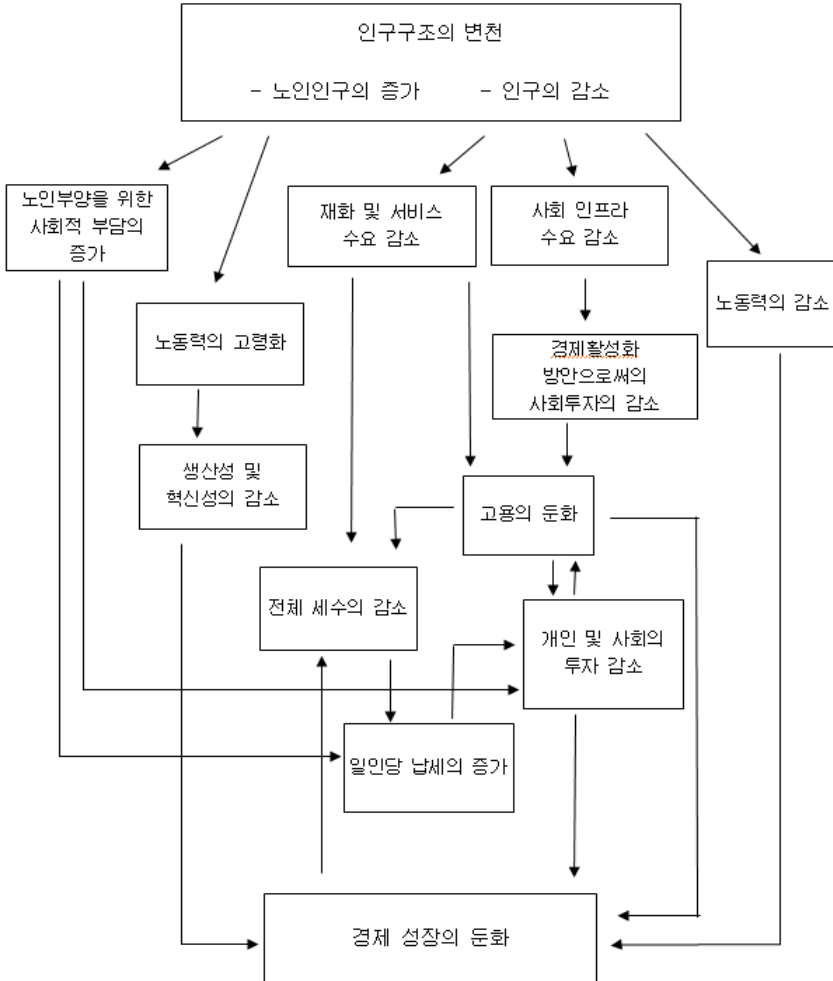 인구구조의 변천
- 노인인구의 증가 - 인구의 감소
노인부양을 위한
사회적 부담의
증가
재화 및 서비스
수요 감소
사회 인프라
수요 감소
노동력의 감소
노동력의 고령화
경제활성화
방안으로써의
사회투자의 감소
생산성 및
혁신성의 감소
고용의 둔화
전체 세수의 감소
개인 및 사회의
투자 감소
일인당 납세의 증가
경제 성장의 둔화